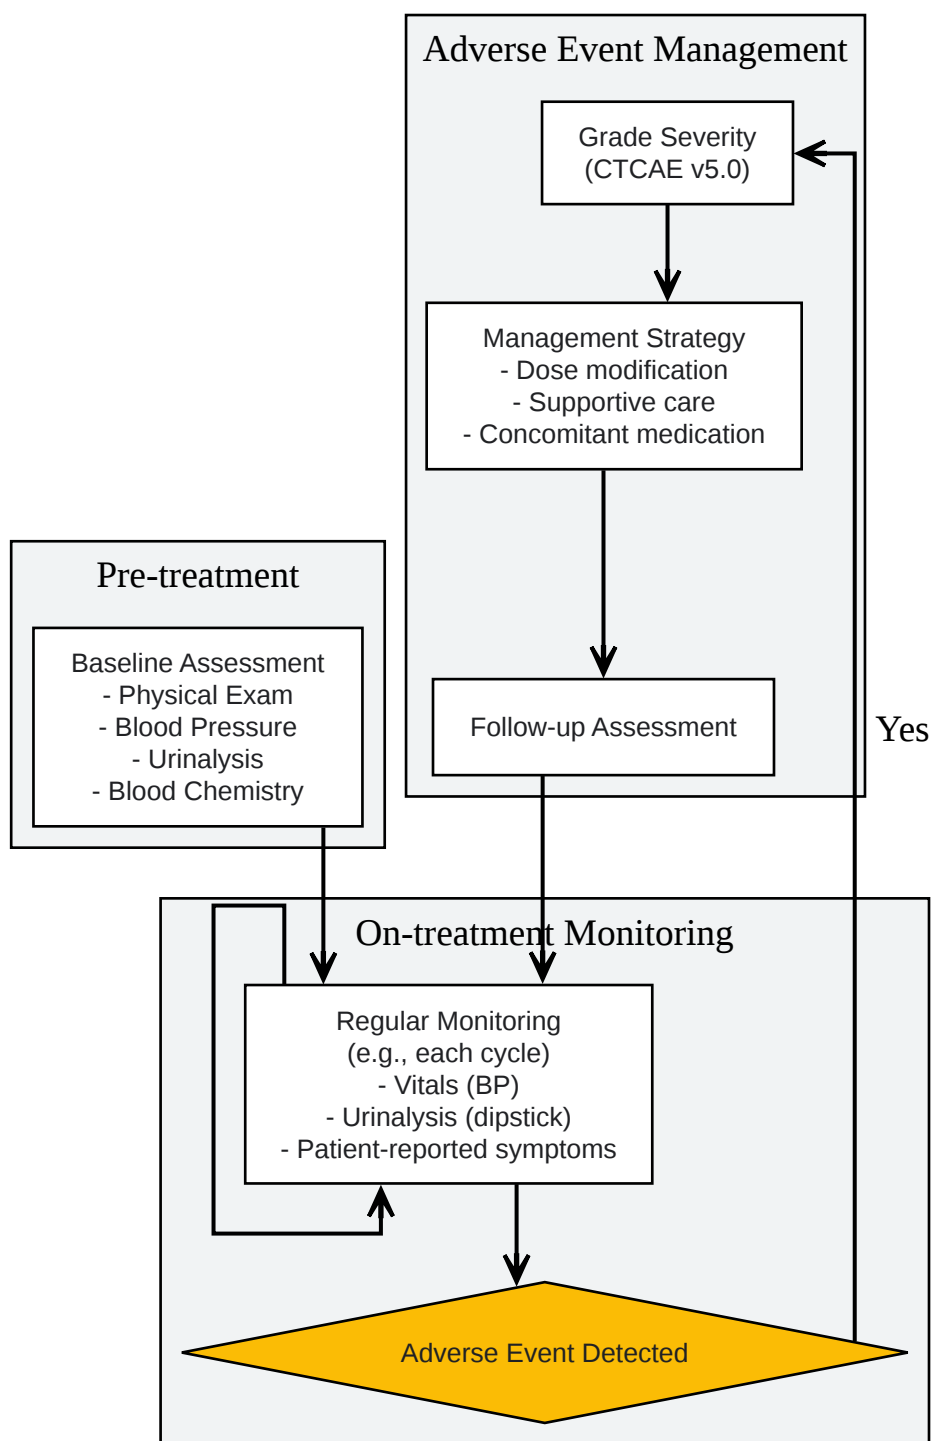 Adverse Event Management
Grade Severity
(CTCAE v5.0)
Management Strategy
- Dose modification
- Supportive care
- Concomitant medication
Pre-treatment
Baseline Assessment
- Physical Exam
- Blood Pressure
- Urinalysis
- Blood Chemistry
Follow-up Assessment
Yes
On-treatment Monitoring
Regular Monitoring
(e.g., each cycle)
- Vitals (BP)
- Urinalysis (dipstick)
- Patient-reported symptoms
Adverse Event Detected